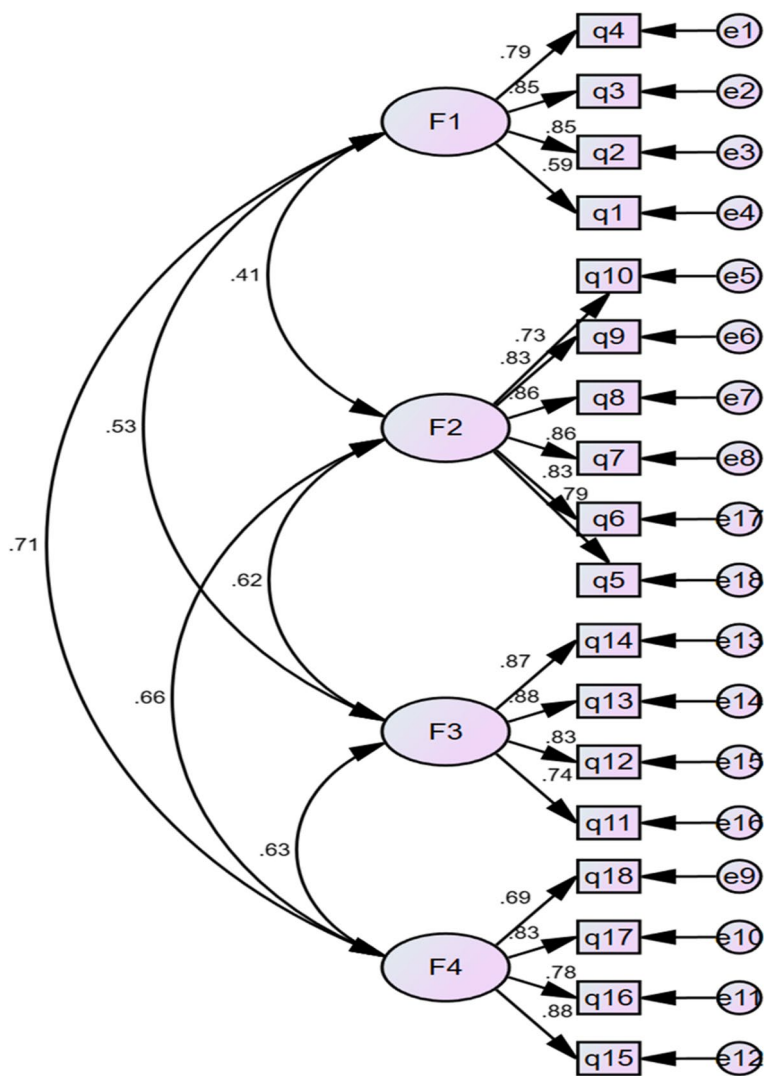 q4 e1
.79
.85 q3 e2
F1
.85 q2 e3
.59
q1 e4
.41
q10 e5
.73
q9 e6
.83
.86 q8 e7
.53
F2
.86 q7 e8
.83
.79
q6 e17
.71
.62
q5 e18
q14 e13
.87
.66
.88 q13 e14
F3
.83 q12 e15
.74
q11 e16
.63
q18 e9
.69
.83 q17 e10
F4
.78 q16 e11
.88
q15 e12